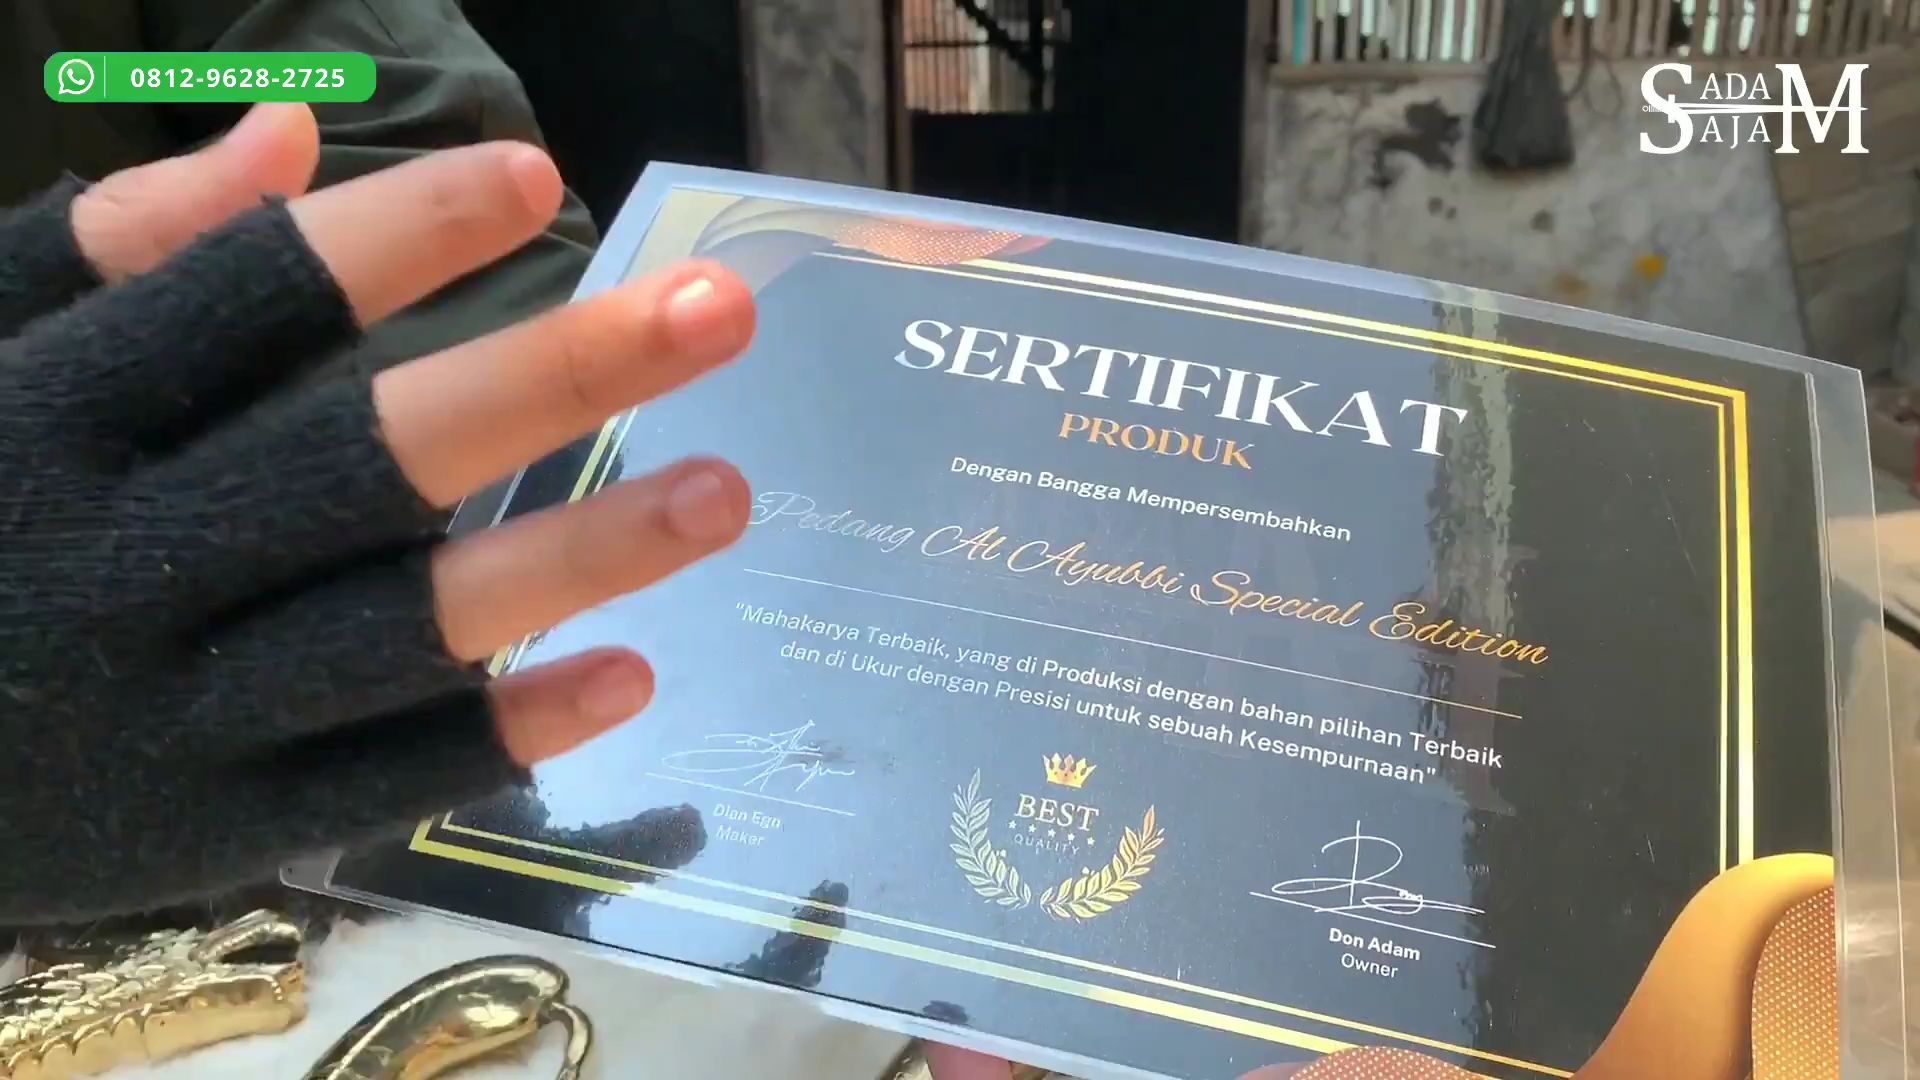 0812-9628-2725
SADAM
SAJAM
SERTIFIKAT
PRODUK
Dengan Bangga Mempersembahkan
Pedang Al Ayubbi Special Edition
"Mahakarya Terbaik, yang di Produksi dengan bahan pilihan Terbaik
dan di Ukur dengan Presisi untuk sebuah Kesempurnaan"
Dian Egn
Maker
BEST
QUALITY
Don Adam
Owner